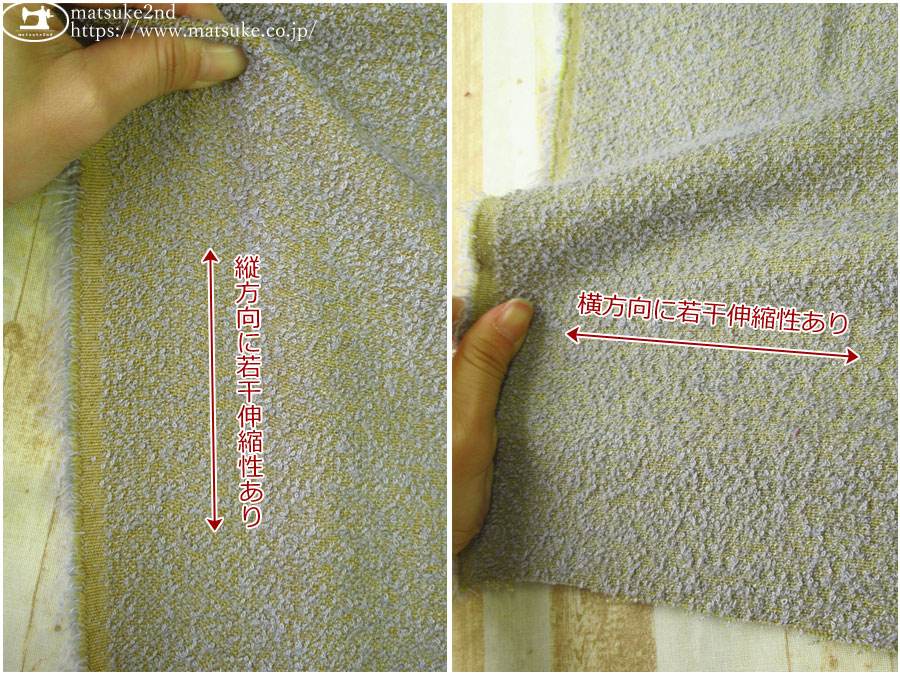 matsuke2nd
https://www.matsuke.co.jp/
matsuke2nd
縦方向に若干伸縮性あり
横方向に若干伸縮性あり